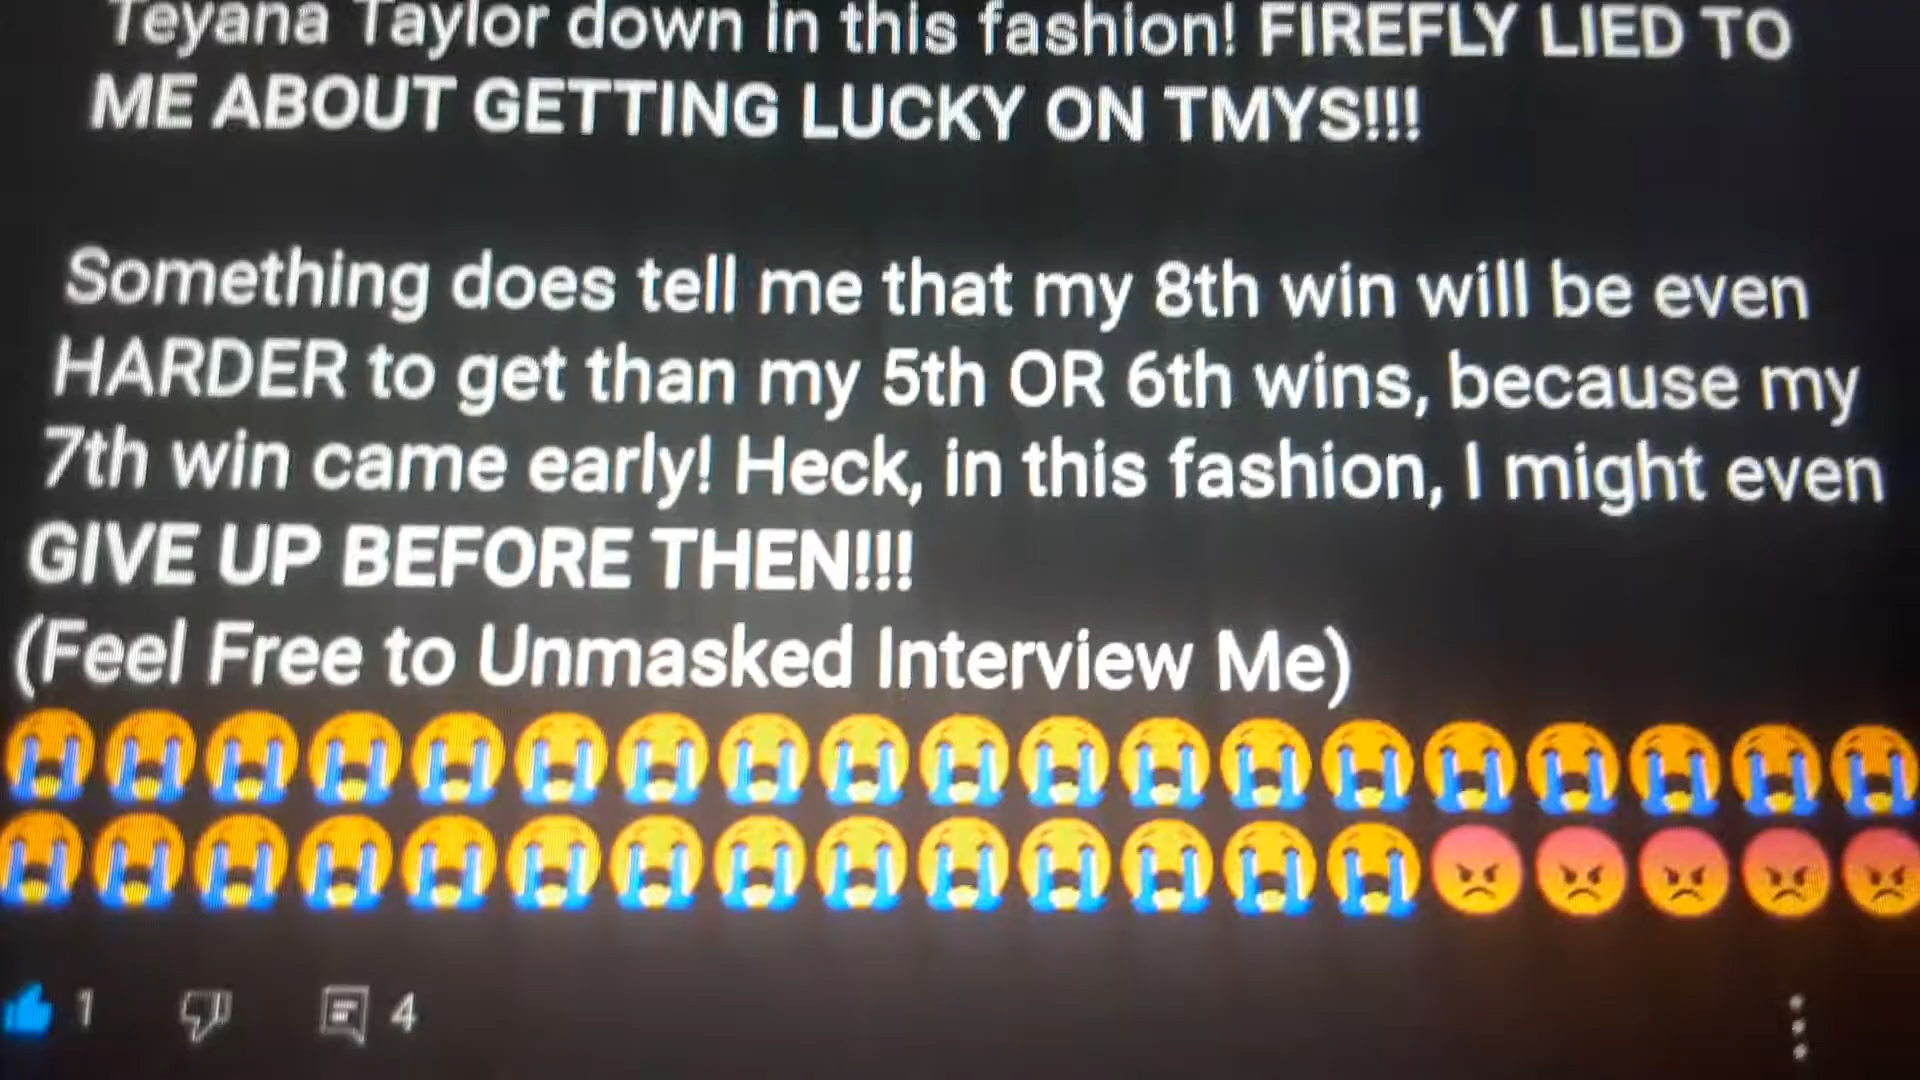 Teyana Taylor down in this fashion! FIREFLY LIED TO
ME ABOUT GETTING LUCKY ON TMYS!!!
Something does tell me that my 8th win will be even
HARDER to get than my 5th OR 6th wins, because my
7th win came early! Heck, in this fashion, I might even
GIVE UP BEFORE THEN!!!
(Feel Free to Unmasked Interview Me)
😭😭😭😭😭😭😭😭😭😭😭😭😭😭😭😭😭😭😭
😭😭😭😭😭😭😭😭😭😭😭😭😭😭😡😡😡😡😡
1 4